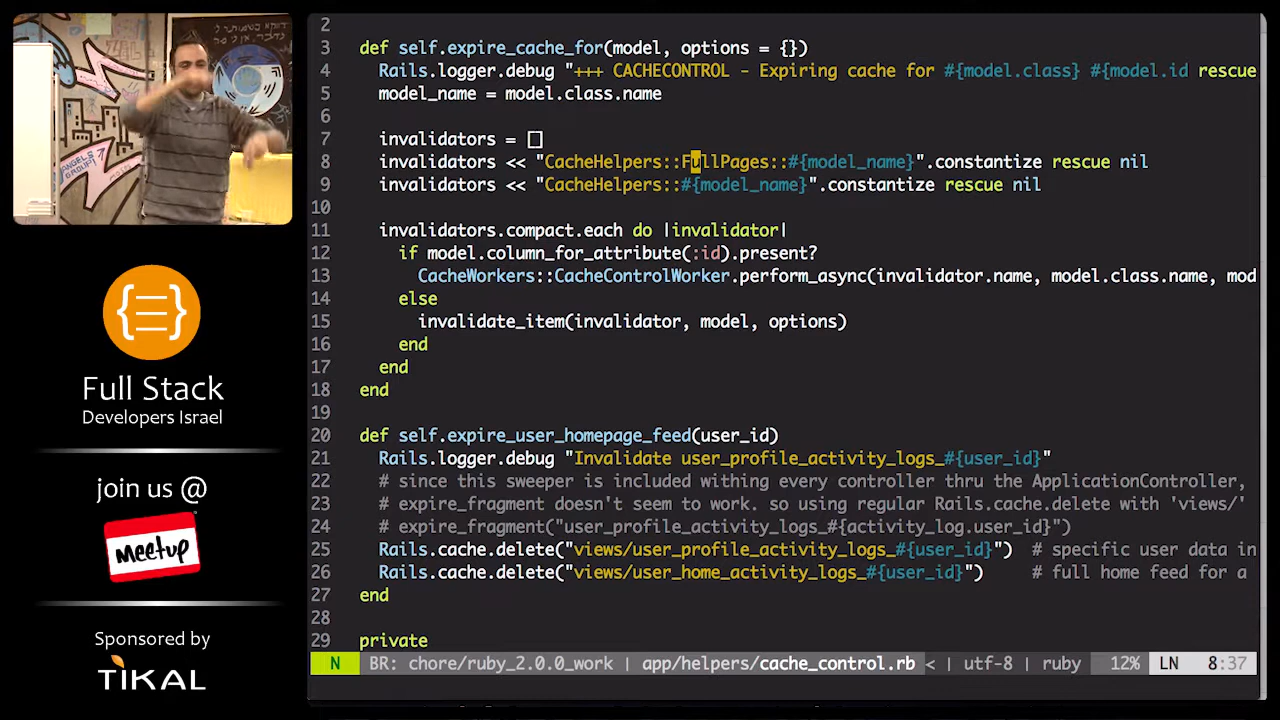 ANGELS
GROUP!
{ }
Full Stack
Developers Israel
join us @
Meetup
Sponsored by
TIKAL
2
3 def self.expire_cache_for(model, options = {})
4 Rails.logger.debug "+++ CACHECONTROL - Expiring cache for #{model.class} #{model.id rescue
5 model_name = model.class.name
6
7 invalidators = []
8 invalidators << "CacheHelpers::FullPages::#{model_name}".constantize rescue nil
9 invalidators << "CacheHelpers::#{model_name}".constantize rescue nil
10
11 invalidators.compact.each do |invalidator|
12 if model.column_for_attribute(:id).present?
13 CacheWorkers::CacheControlWorker.perform_async(invalidator.name, model.class.name, mod
14 else
15 invalidate_item(invalidator, model, options)
16 end
17 end
18 end
19
20 def self.expire_user_homepage_feed(user_id)
21 Rails.logger.debug "Invalidate user_profile_activity_logs_#{user_id}"
22 # since this sweeper is included withing every controller thru the ApplicationController,
23 # expire_fragment doesn't seem to work. so using regular Rails.cache.delete with 'views/'
24 # expire_fragment("user_profile_activity_logs_#{activity_log.user_id}")
25 Rails.cache.delete("views/user_profile_activity_logs_#{user_id}") # specific user data in
26 Rails.cache.delete("views/user_home_activity_logs_#{user_id}") # full home feed for a
27 end
28
29 private
N BR: chore/ruby_2.0.0_work | app/helpers/cache_control.rb < | utf-8 | ruby 12% LN 8:37